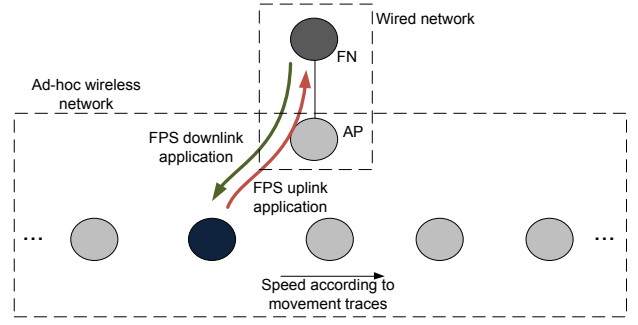 Wired network
FN
Ad-hoc wireless
network
AP
FPS downlink
application
FPS uplink
application
...
...
Speed according to
movement traces